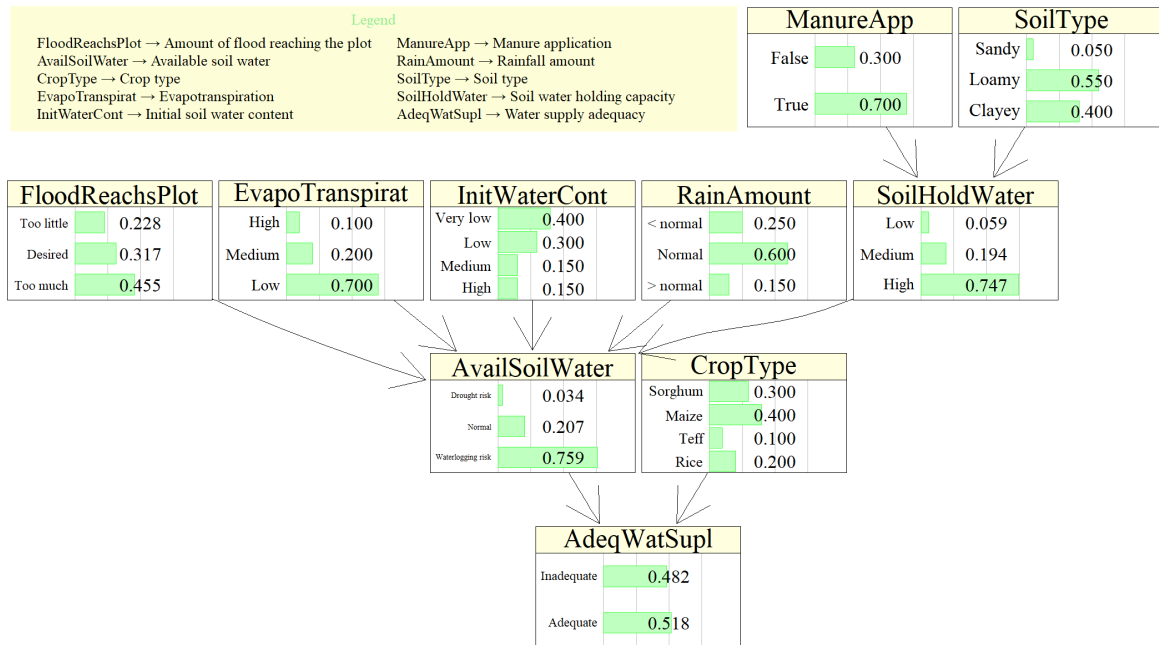 Legend
FloodReachsPlot → Amount of flood reaching the plot
AvailSoilWater → Available soil water
CropType → Crop type
EvapoTranspirat → Evapotranspiration
InitWaterCont → Initial soil water content
ManureApp → Manure application
RainAmount → Rainfall amount
SoilType → Soil type
SoilHoldWater → Soil water holding capacity
AdeqWatSupl → Water supply adequacy
ManureApp
False 0.300
True 0.700
SoilType
Sandy 0.050
Loamy 0.550
Clayey 0.400
FloodReachsPlot
Too little 0.228
Desired 0.317
Too much 0.455
EvapoTranspirat
High 0.100
Medium 0.200
Low 0.700
InitWaterCont
Very low 0.400
Low 0.300
Medium 0.150
High 0.150
RainAmount
< normal 0.250
Normal 0.600
> normal 0.150
SoilHoldWater
Low 0.059
Medium 0.194
High 0.747
AvailSoilWater
Drought risk 0.034
Normal 0.207
Waterlogging risk 0.759
CropType
Sorghum 0.300
Maize 0.400
Teff 0.100
Rice 0.200
AdeqWatSupl
Inadequate 0.482
Adequate 0.518